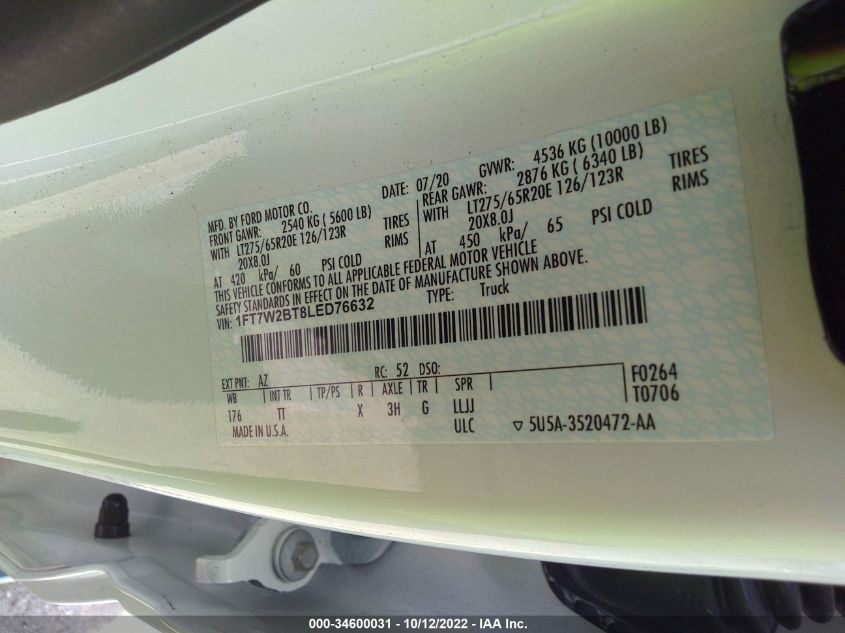 MFD. BY FORD MOTOR CO. DATE: 07/20 GVWR: 4536 KG (10000 LB)
FRONT GAWR: 2540 KG ( 5600 LB) REAR GAWR: 2876 KG ( 6340 LB)
WITH LT275/65R20E 126/123R TIRES WITH LT275/65R20E 126/123R TIRES
20X8.0J RIMS 20X8.0J RIMS
AT 420 kPa/ 60 PSI COLD AT 450 kPa/ 65 PSI COLD
THIS VEHICLE CONFORMS TO ALL APPLICABLE FEDERAL MOTOR VEHICLE
SAFETY STANDARDS IN EFFECT ON THE DATE OF MANUFACTURE SHOWN ABOVE.
VIN: 1FT7W2BT8LED76632 TYPE: Truck
EXT PNT: AZ RC: 52 DSO: F0264
WB INT TR TP/PS R AXLE TR SPR T0706
176 TT X 3H G LLJJ
MADE IN U.S.A. ULC ▽ 5U5A-3520472-AA
000-34600031 - 10/12/2022 - IAA Inc.